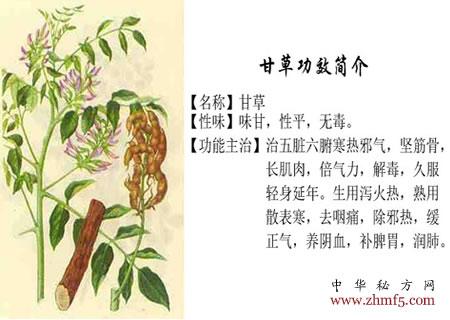 甘草功效简介
【名称】甘草
【性味】味甘，性平，无毒。
【功能主治】治五脏六腑寒热邪气，坚筋骨，
长肌肉，倍气力，解毒，久服
轻身延年。生用泻火热，熟用
散表寒，去咽痛，除邪热，缓
正气，养阴血，补脾胃，润肺。
中华秘方网
www.zhmf5.com